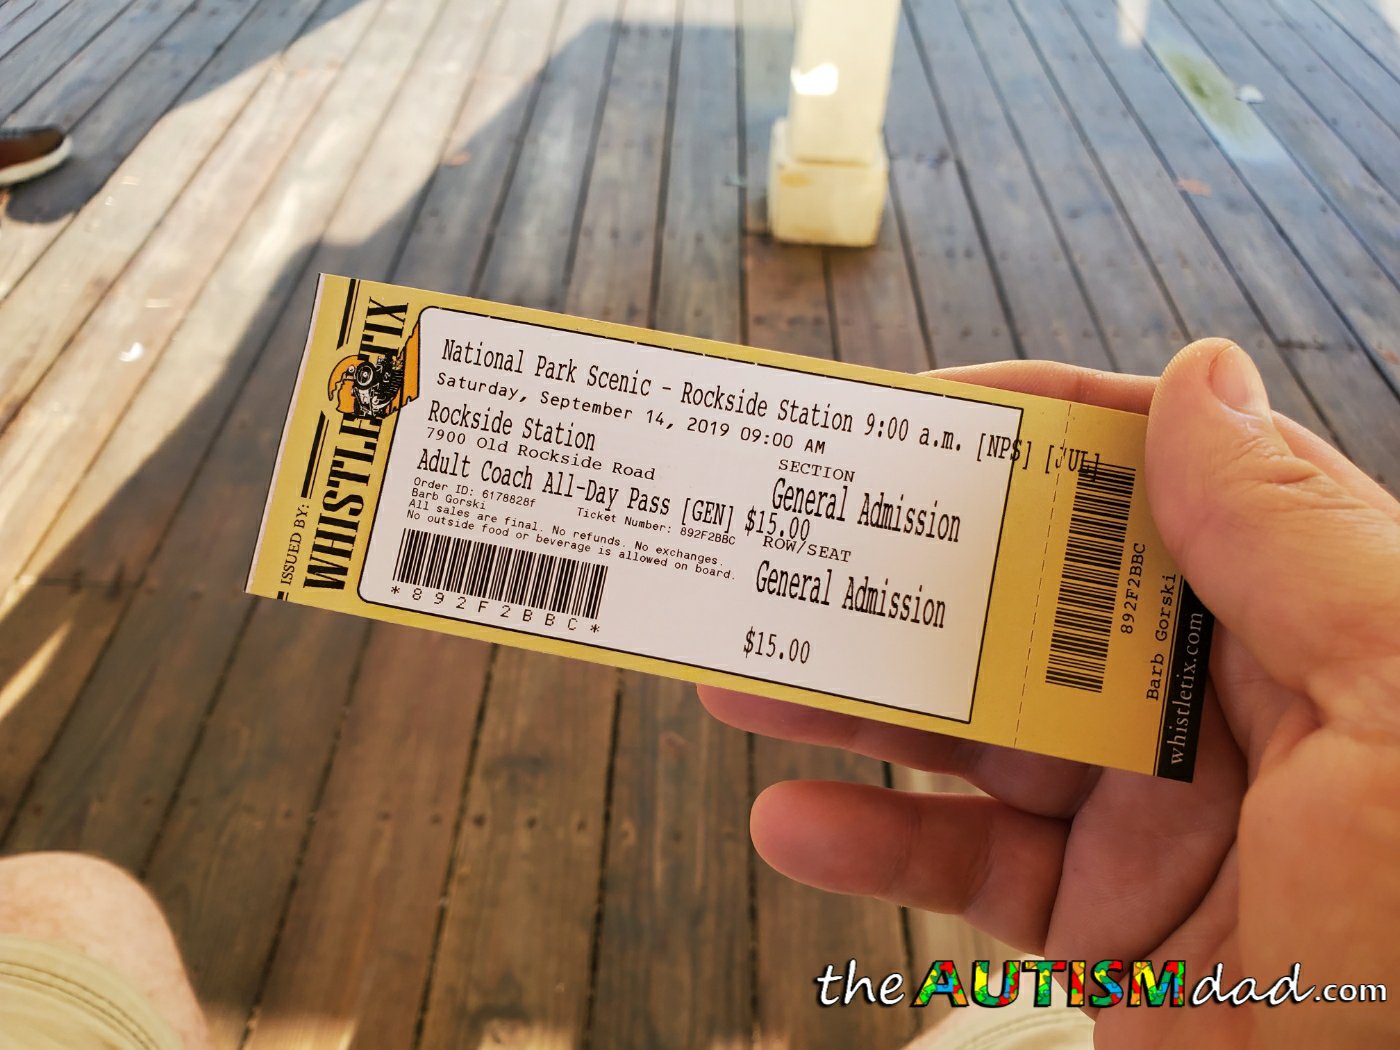 ISSUED BY:
WHISTLETIX
National Park Scenic - Rockside Station 9:00 a.m. [NPS] [JUL]
Saturday, September 14, 2019 09:00 AM
Rockside Station
7900 Old Rockside Road
Adult Coach All-Day Pass [GEN] $15.00
Order ID: 6178828f
Barb Gorski Ticket Number: 892F2BBC
All sales are final. No refunds. No exchanges.
No outside food or beverage is allowed on board.
*892F2BBC*
SECTION
General Admission
ROW/SEAT
General Admission
$15.00
892F2BBC
Barb Gorski
whistletix.com
the AUTISM dad.com